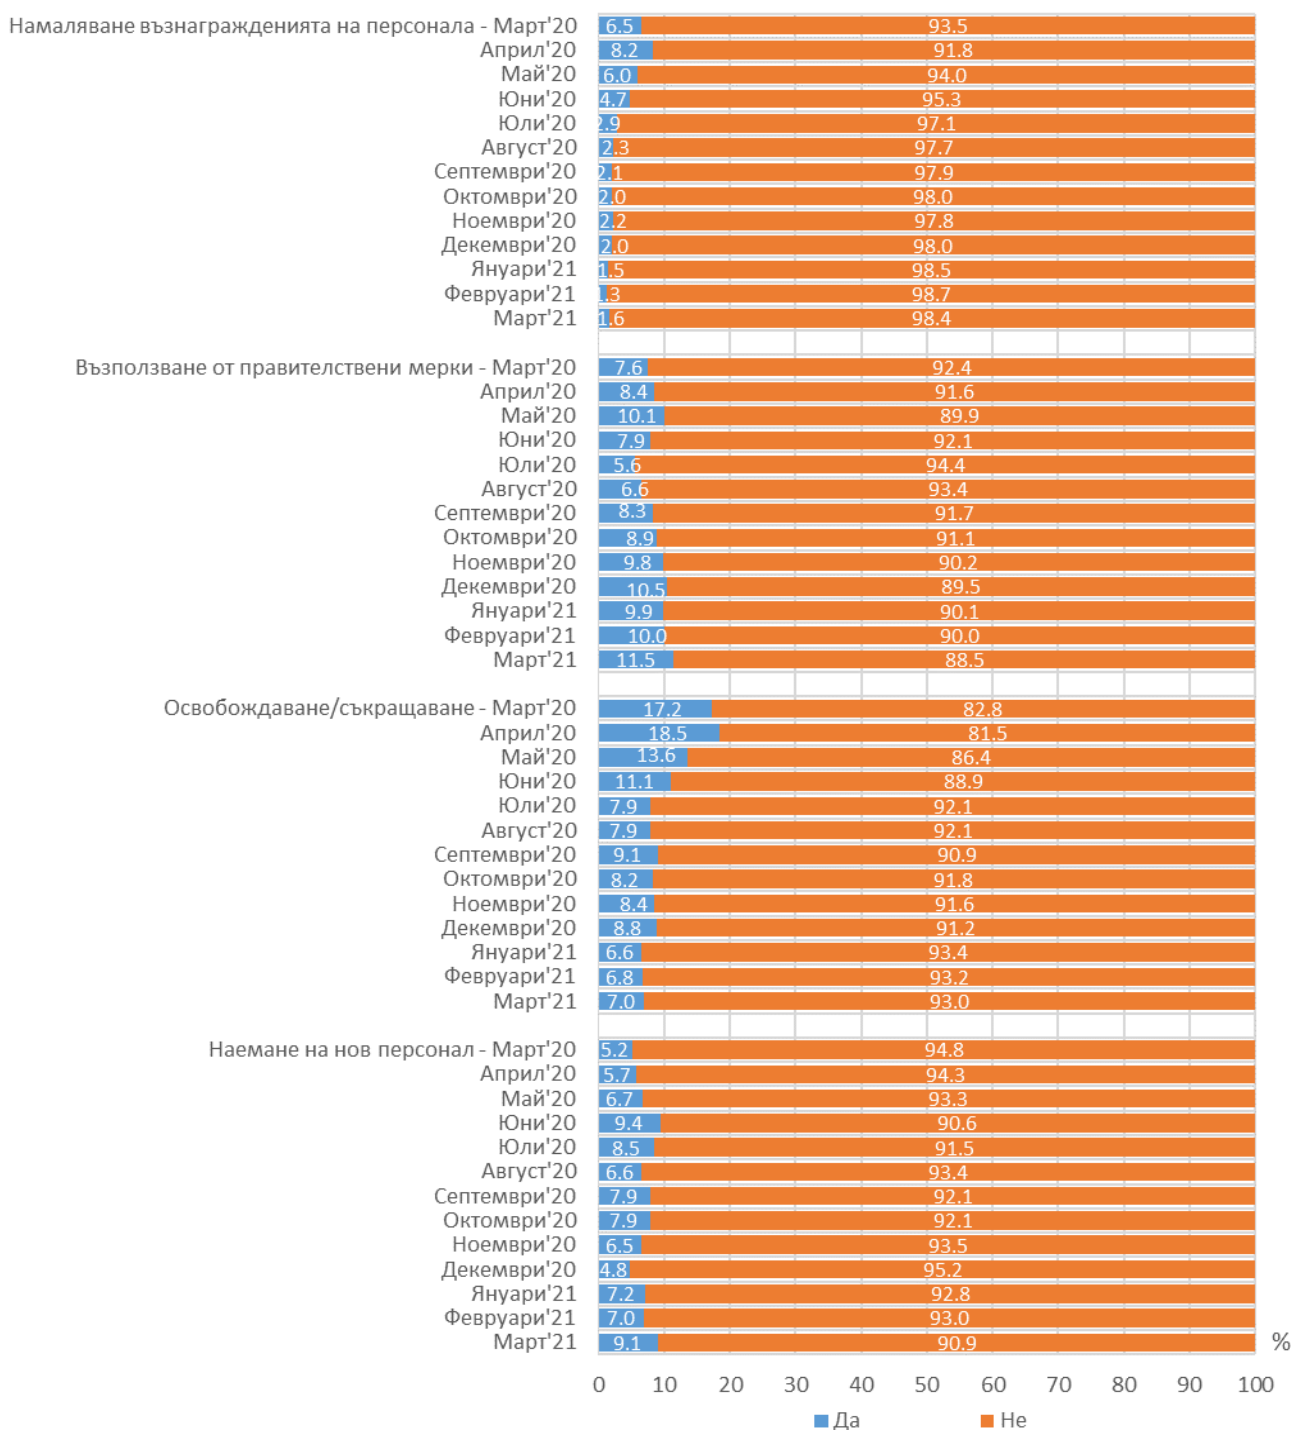 Намаляване възнагражденията на персонала - Март'20 6.5 93.5
Април'20 8.2 91.8
Май'20 6.0 94.0
Юни'20 4.7 95.3
Юли'20 2.9 97.1
Август'20 2.3 97.7
Септември'20 2.1 97.9
Октомври'20 2.0 98.0
Ноември'20 2.2 97.8
Декември'20 2.0 98.0
Януари'21 1.5 98.5
Февруари'21 1.3 98.7
Март'21 1.6 98.4
Възползване от правителствени мерки - Март'20 7.6 92.4
Април'20 8.4 91.6
Май'20 10.1 89.9
Юни'20 7.9 92.1
Юли'20 5.6 94.4
Август'20 6.6 93.4
Септември'20 8.3 91.7
Октомври'20 8.9 91.1
Ноември'20 9.8 90.2
Декември'20 10.5 89.5
Януари'21 9.9 90.1
Февруари'21 10.0 90.0
Март'21 11.5 88.5
Освобождаване/съкращаване - Март'20 17.2 82.8
Април'20 18.5 81.5
Май'20 13.6 86.4
Юни'20 11.1 88.9
Юли'20 7.9 92.1
Август'20 7.9 92.1
Септември'20 9.1 90.9
Октомври'20 8.2 91.8
Ноември'20 8.4 91.6
Декември'20 8.8 91.2
Януари'21 6.6 93.4
Февруари'21 6.8 93.2
Март'21 7.0 93.0
Наемане на нов персонал - Март'20 5.2 94.8
Април'20 5.7 94.3
Май'20 6.7 93.3
Юни'20 9.4 90.6
Юли'20 8.5 91.5
Август'20 6.6 93.4
Септември'20 7.9 92.1
Октомври'20 7.9 92.1
Ноември'20 6.5 93.5
Декември'20 4.8 95.2
Януари'21 7.2 92.8
Февруари'21 7.0 93.0
Март'21 9.1 90.9 %
0 10 20 30 40 50 60 70 80 90 100
Да Не